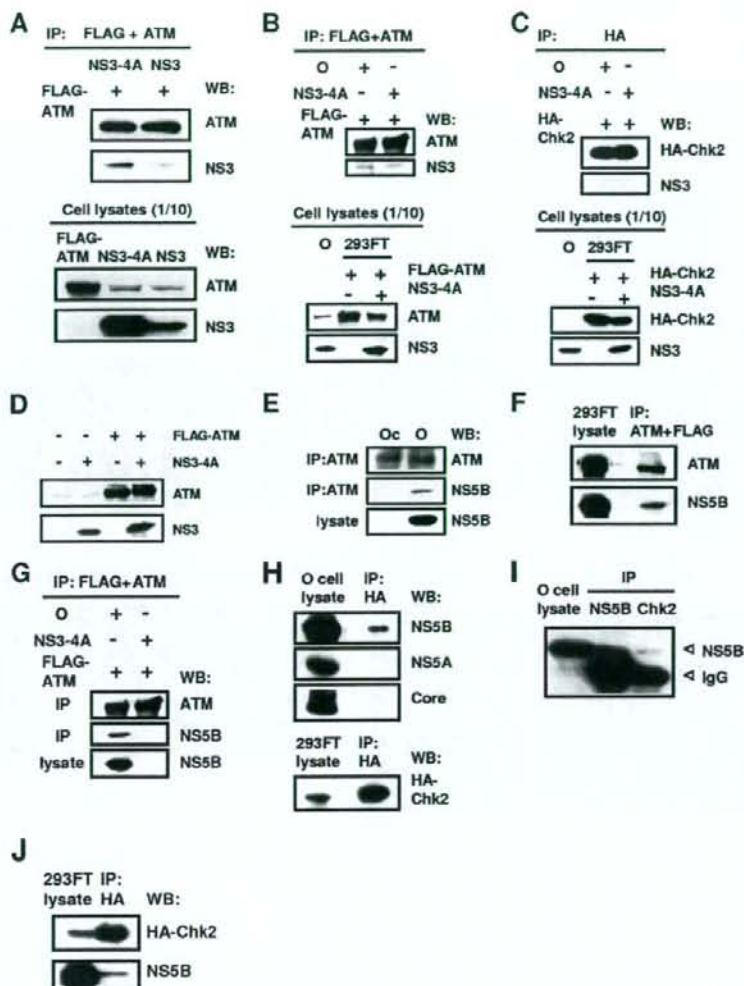 A
IP: FLAG + ATM
NS3-4A NS3
FLAG-ATM + + WB:
ATM
NS3
Cell lysates (1/10)
FLAG-ATM NS3-4A NS3 WB:
ATM
NS3
B
IP: FLAG+ATM
O + -
NS3-4A - +
FLAG-ATM + + WB:
ATM
NS3
Cell lysates (1/10)
O 293FT
+ + FLAG-ATM
- + NS3-4A
ATM
NS3
C
IP: HA
O + -
NS3-4A - +
HA-Chk2 + + WB:
HA-Chk2
NS3
Cell lysates (1/10)
O 293FT
+ + HA-Chk2
- + NS3-4A
HA-Chk2
NS3
D
- - + + FLAG-ATM
- + - + NS3-4A
ATM
NS3
E
Oc O WB:
IP:ATM ATM
IP:ATM NS5B
lysate NS5B
F
293FT IP:
lysate ATM+FLAG
ATM
NS5B
G
IP: FLAG+ATM
O + -
NS3-4A - +
FLAG-ATM + + WB:
IP ATM
IP NS5B
lysate NS5B
H
O cell IP:
lysate HA WB:
NS5B
NS5A
Core
293FT IP:
lysate HA WB:
HA-Chk2
I
O cell IP
lysate NS5B Chk2
NS5B
IgG
J
293FT IP:
lysate HA WB:
HA-Chk2
NS5B